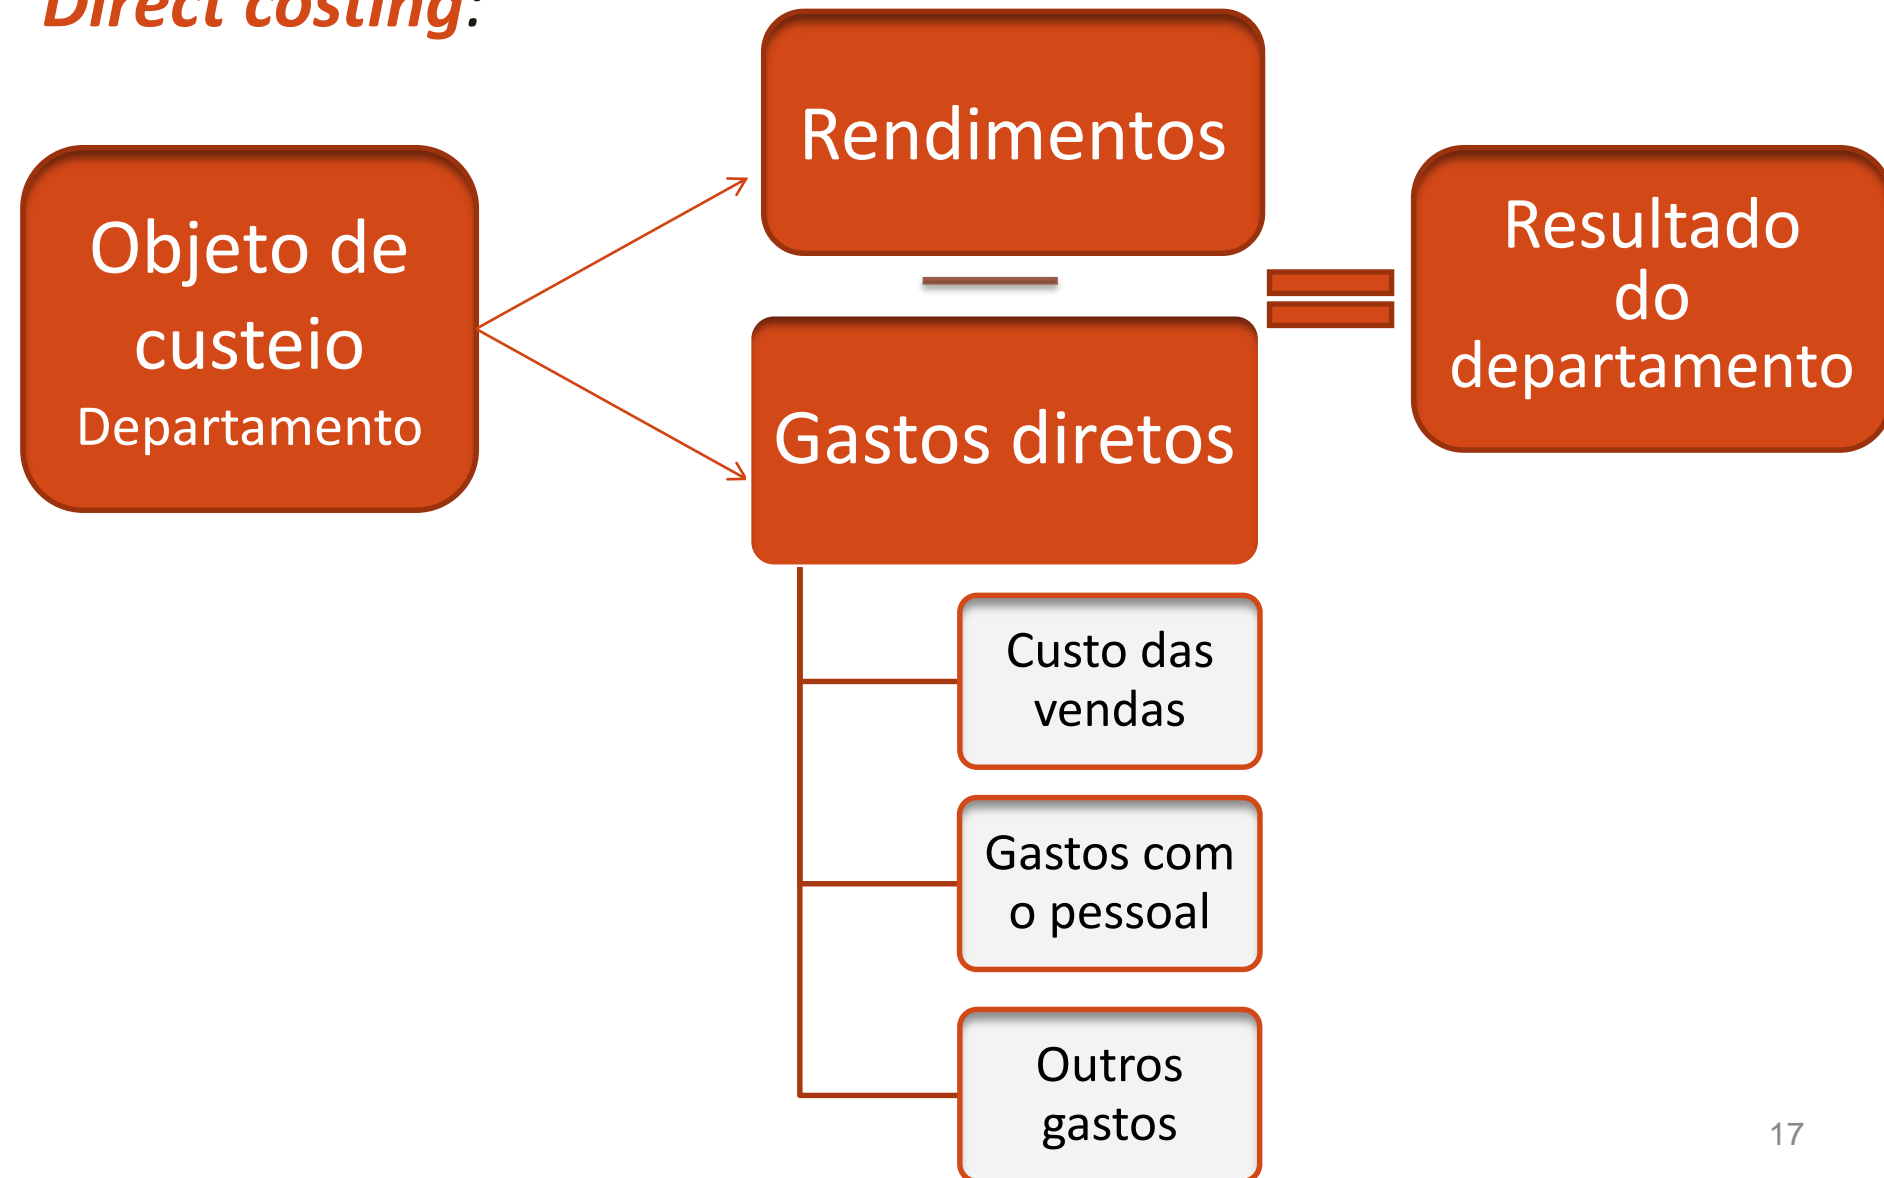 Direct costing:
Objeto de
custeio
Departamento
Rendimentos
Gastos diretos
Resultado
do
departamento
Custo das
vendas
Gastos com
o pessoal
Outros
gastos
17